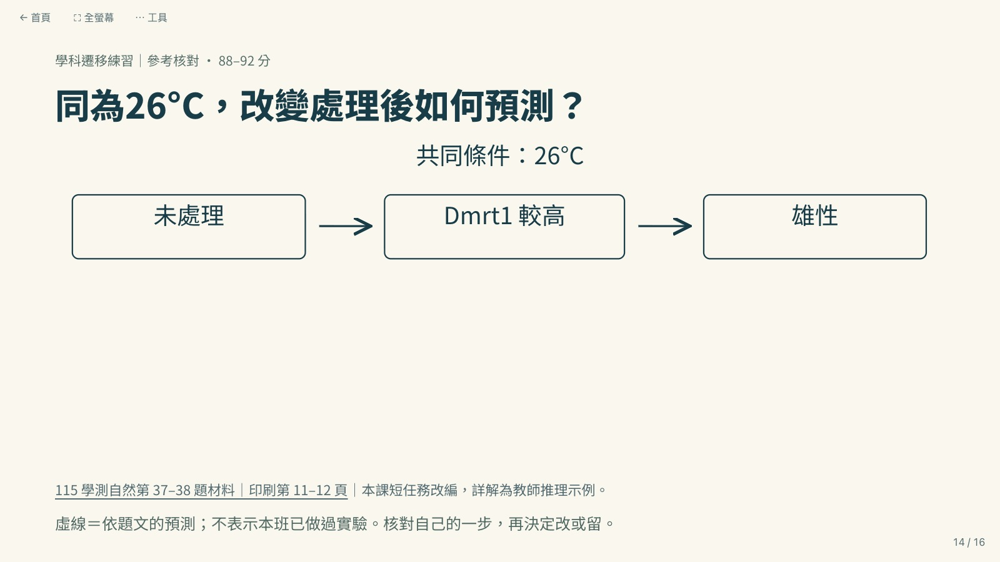 ← 首頁 ⛶ 全螢幕 ⋯ 工具
學科遷移練習｜參考核對 · 88–92 分
同為26°C，改變處理後如何預測？
共同條件：26°C
未處理 → Dmrt1 較高 → 雄性
115 學測自然第 37–38 題材料｜印刷第 11–12 頁｜本課短任務改編，詳解為教師推理示例。
虛線＝依題文的預測；不表示本班已做過實驗。核對自己的一步，再決定改或留。
14 / 16